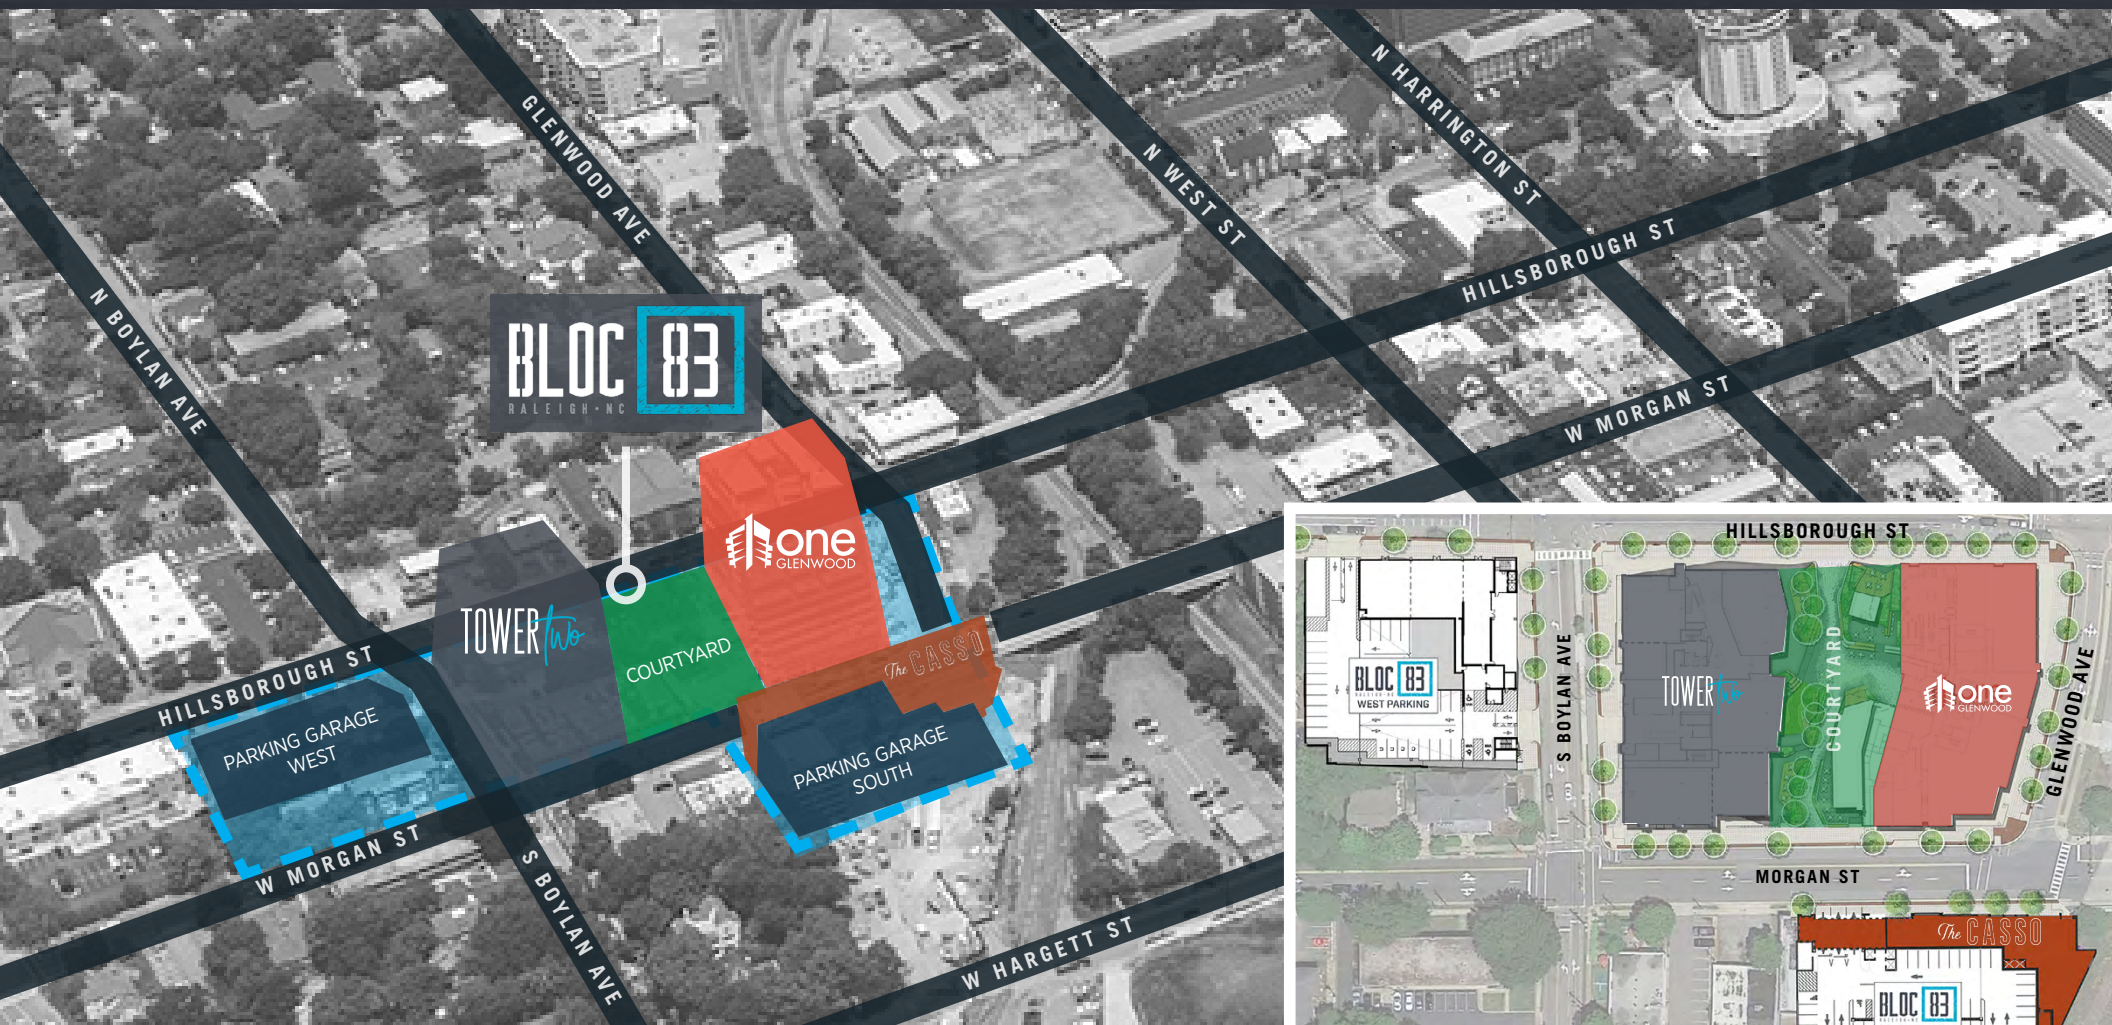 N HARRINGTON ST
GLENWOOD AVE
N WEST ST
HILLSBOROUGH ST
N BOYLAN AVE
BLOC 83
RALEIGH • NC
W MORGAN ST
one
GLENWOOD
TOWER two
COURTYARD
The CASSO
HILLSBOROUGH ST
PARKING GARAGE
WEST
PARKING GARAGE
SOUTH
W MORGAN ST
S BOYLAN AVE
W HARGETT ST
HILLSBOROUGH ST
BLOC 83
WEST PARKING
S BOYLAN AVE
TOWER two
COURTYARD
one
GLENWOOD
GLENWOOD AVE
MORGAN ST
The CASSO
BLOC 83